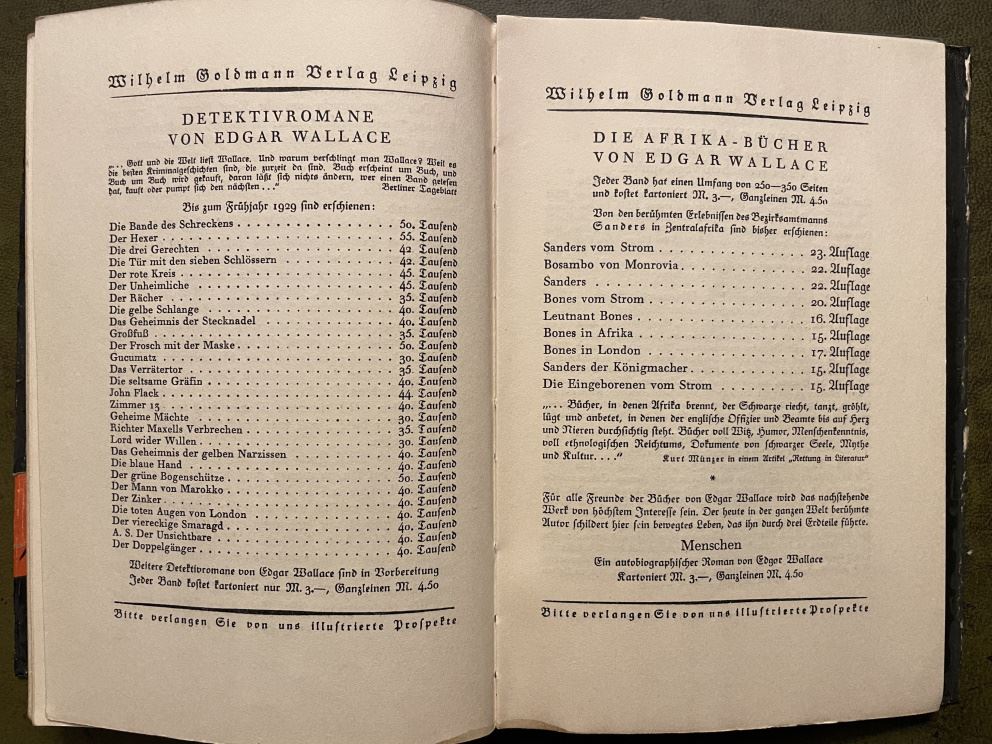 Wilhelm Goldmann Verlag Leipzig
DETEKTIVROMANE
VON EDGAR WALLACE
„... Gott und die Welt liest Wallace. Und warum verschlingt man Wallace? Weil es
die besten Kriminalgeschichten sind, die zurzeit da sind. Buch erscheint um Buch, und
Buch um Buch wird gekauft, daran läßt sich nichts ändern, wer einen Band gelesen
hat, kauft oder pumpt sich den nächsten ...“ Berliner Tageblatt
Bis zum Frühjahr 1929 sind erschienen:
Die Bande des Schreckens . . . . . . . . . . . . 50. Tausend
Der Hexer . . . . . . . . . . . . 55. Tausend
Die drei Gerechten . . . . . . . . . . . . 42. Tausend
Die Tür mit den sieben Schlössern . . . . . . . . . . . . 42. Tausend
Der rote Kreis . . . . . . . . . . . . 45. Tausend
Der Unheimliche . . . . . . . . . . . . 45. Tausend
Der Rächer . . . . . . . . . . . . 35. Tausend
Die gelbe Schlange . . . . . . . . . . . . 40. Tausend
Das Geheimnis der Stecknadel . . . . . . . . . . . . 40. Tausend
Großfuß . . . . . . . . . . . . 35. Tausend
Der Frosch mit der Maske . . . . . . . . . . . . 50. Tausend
Gucumatz . . . . . . . . . . . . 30. Tausend
Das Verrätertor . . . . . . . . . . . . 35. Tausend
Die seltsame Gräfin . . . . . . . . . . . . 40. Tausend
John Flack . . . . . . . . . . . . 44. Tausend
Zimmer 13 . . . . . . . . . . . . 40. Tausend
Geheime Mächte . . . . . . . . . . . . 30. Tausend
Richter Maxells Verbrechen . . . . . . . . . . . . 35. Tausend
Lord wider Willen . . . . . . . . . . . . 30. Tausend
Das Geheimnis der gelben Narzissen . . . . . . . . . . . . 40. Tausend
Die blaue Hand . . . . . . . . . . . . 40. Tausend
Der grüne Bogenschütze . . . . . . . . . . . . 50. Tausend
Der Mann von Marokko . . . . . . . . . . . . 40. Tausend
Der Zinker . . . . . . . . . . . . 40. Tausend
Die toten Augen von London . . . . . . . . . . . . 40. Tausend
Der viereckige Smaragd . . . . . . . . . . . . 40. Tausend
A. S. Der Unsichtbare . . . . . . . . . . . . 40. Tausend
Der Doppelgänger . . . . . . . . . . . . 40. Tausend
Weitere Detektivromane von Edgar Wallace sind in Vorbereitung
Jeder Band kostet kartoniert nur M. 3.—, Ganzleinen M. 4.50
Bitte verlangen Sie von uns illustrierte Prospekte
Wilhelm Goldmann Verlag Leipzig
DIE AFRIKA-BÜCHER
VON EDGAR WALLACE
Jeder Band hat einen Umfang von 250—350 Seiten
und kostet kartoniert M. 3.—, Ganzleinen M. 4.50
Von den berühmten Erlebnissen des Bezirksamtmanns
Sanders in Zentralafrika sind bisher erschienen:
Sanders vom Strom . . . . . . . . . . 23. Auflage
Bosambo von Monrovia . . . . . . . . . . 22. Auflage
Sanders . . . . . . . . . . 22. Auflage
Bones vom Strom . . . . . . . . . . 20. Auflage
Leutnant Bones . . . . . . . . . . 16. Auflage
Bones in Afrika . . . . . . . . . . 15. Auflage
Bones in London . . . . . . . . . . 17. Auflage
Sanders der Königmacher . . . . . . . . . . 15. Auflage
Die Eingeborenen vom Strom . . . . . . . . . . 15. Auflage
„... Bücher, in denen Afrika brennt, der Schwarze riecht, tanzt, gröhlt,
lügt und anbetet, in denen der englische Offizier und Beamte bis auf Herz
und Nieren durchsichtig steht. Bücher voll Witz, Humor, Menschenkenntnis,
voll ethnologischen Reichtums, Dokumente von schwarzer Seele, Mythe
und Kultur. ...“ Kurt Münzer in einem Artikel „Rettung in Literatur“
*
Für alle Freunde der Bücher von Edgar Wallace wird das nachstehende
Werk von höchstem Interesse sein. Der heute in der ganzen Welt berühmte
Autor schildert hier sein bewegtes Leben, das ihn durch drei Erdteile führte.
Menschen
Ein autobiographischer Roman von Edgar Wallace
Kartoniert M. 3.—, Ganzleinen M. 4.50
Bitte verlangen Sie von uns illustrierte Prospekte